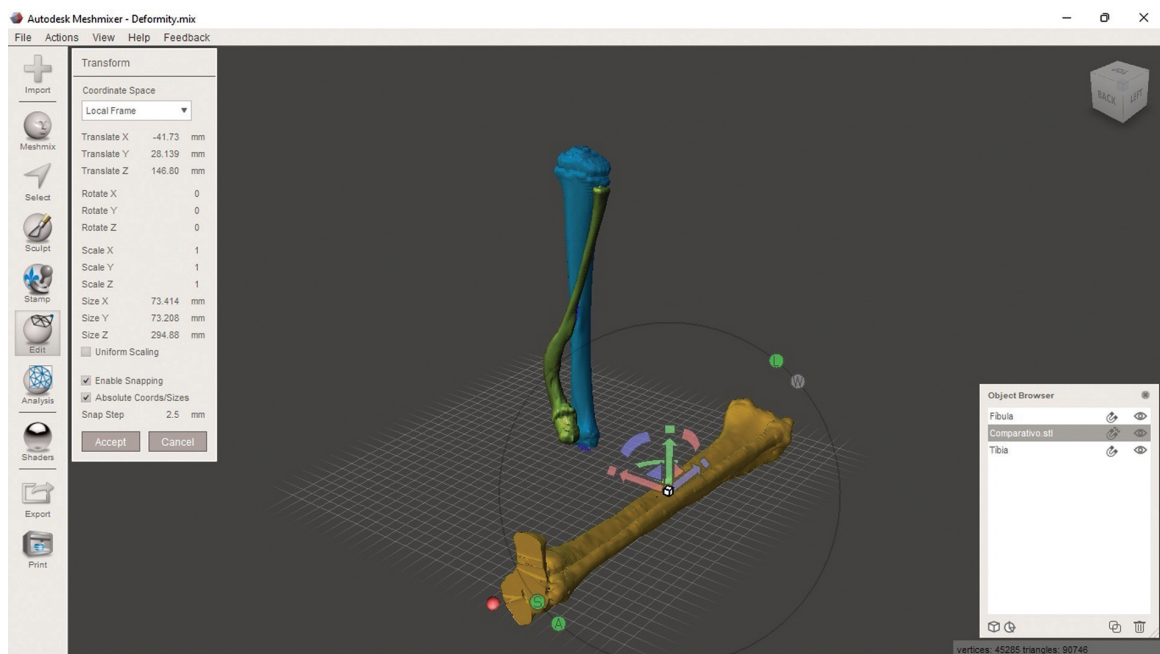 Autodesk Meshmixer - Deformity.mix
File Actions View Help Feedback
Import
Meshmix
Select
Sculpt
Stamp
Edit
Analysis
Shaders
Export
Print
Transform
Coordinate Space
Local Frame
Translate X -41.73 mm
Translate Y 28.139 mm
Translate Z 146.80 mm
Rotate X 0
Rotate Y 0
Rotate Z 0
Scale X 1
Scale Y 1
Scale Z 1
Size X 73.414 mm
Size Y 73.208 mm
Size Z 294.88 mm
Uniform Scaling
Enable Snapping
Absolute Coords/Sizes
Snap Step 2.5 mm
Accept Cancel
TOP
BACK LEFT
L
W
S
A
Object Browser
Fíbula
Comparativo.stl
Tíbia
vertices: 45285 triangles: 90746